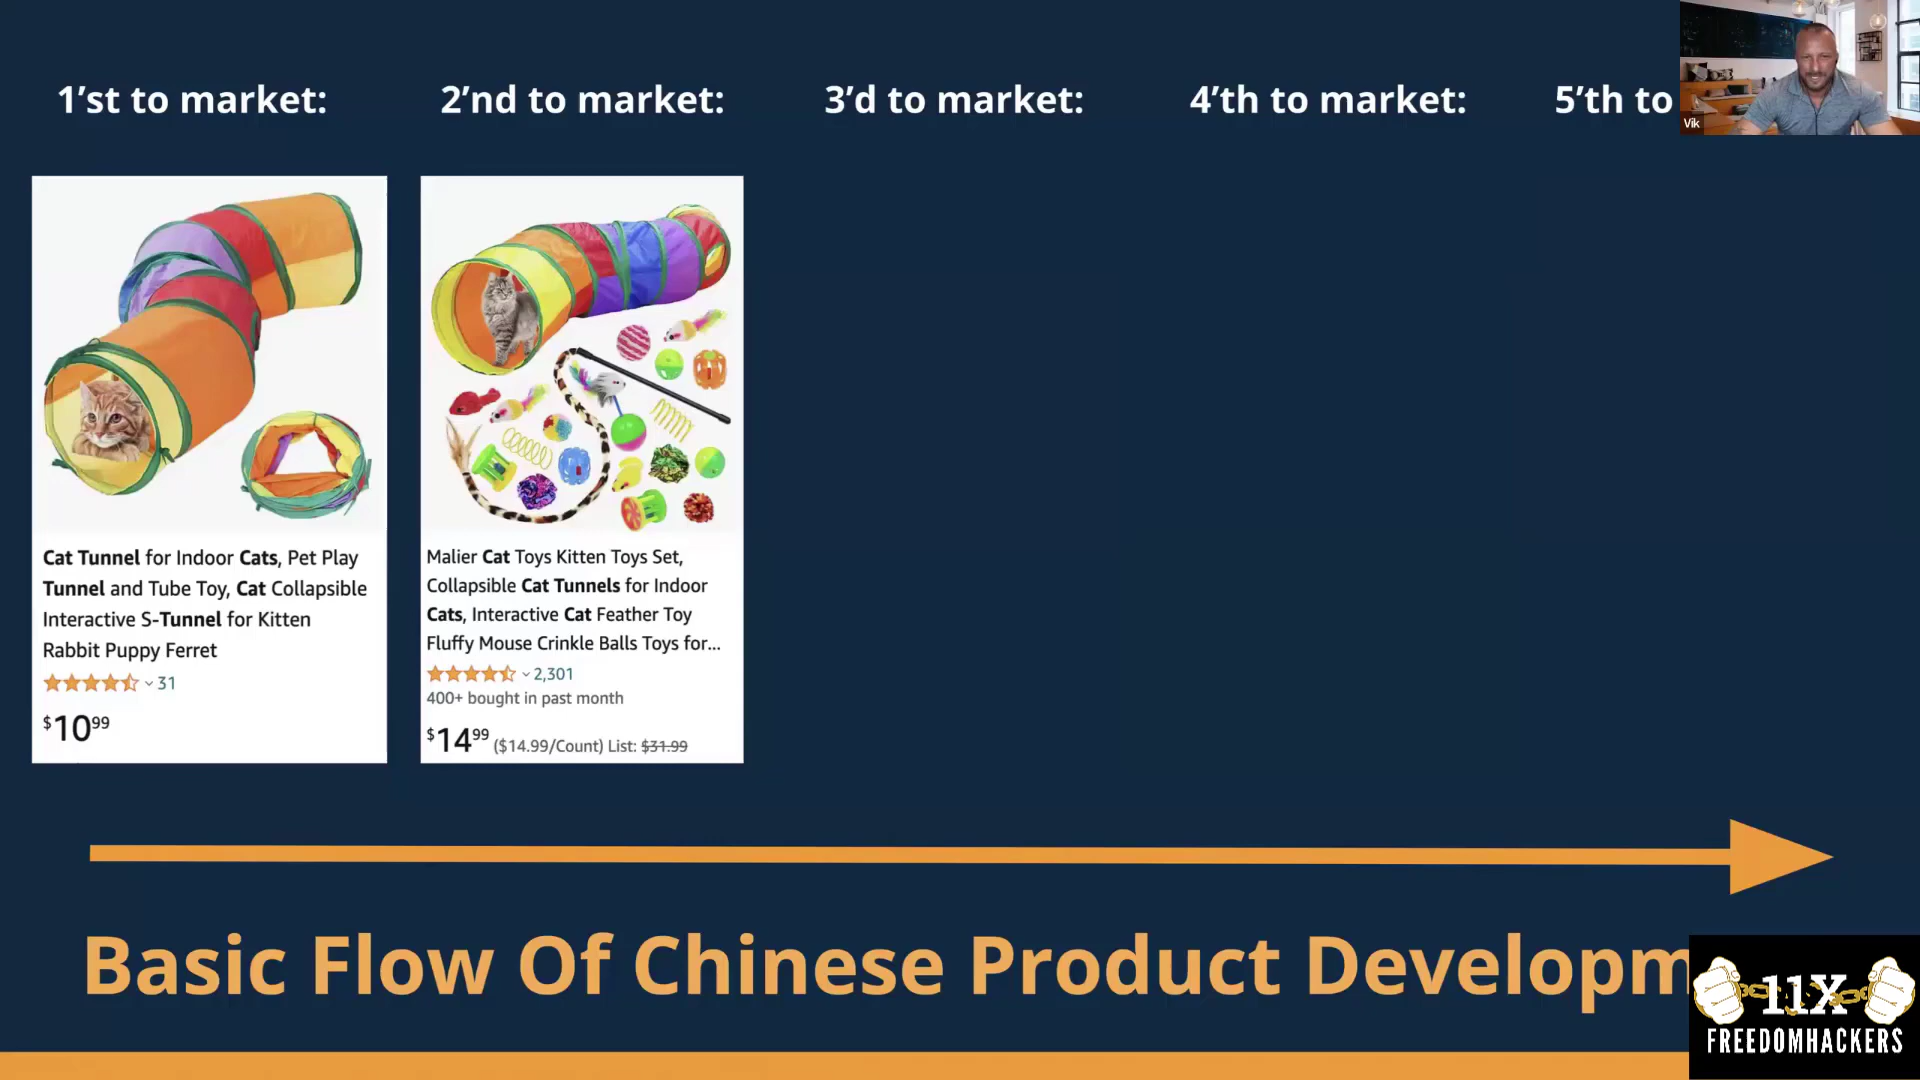 1’st to market:
2’nd to market:
3’d to market:
4’th to market:
5’th to
Vik
Cat Tunnel for Indoor Cats, Pet Play
Tunnel and Tube Toy, Cat Collapsible
Interactive S-Tunnel for Kitten
Rabbit Puppy Ferret
31
$10⁹⁹
Malier Cat Toys Kitten Toys Set,
Collapsible Cat Tunnels for Indoor
Cats, Interactive Cat Feather Toy
Fluffy Mouse Crinkle Balls Toys for...
2,301
400+ bought in past month
$14⁹⁹ ($14.99/Count) List: $31.99
Basic Flow Of Chinese Product Developm
11X
FREEDOMHACKERS